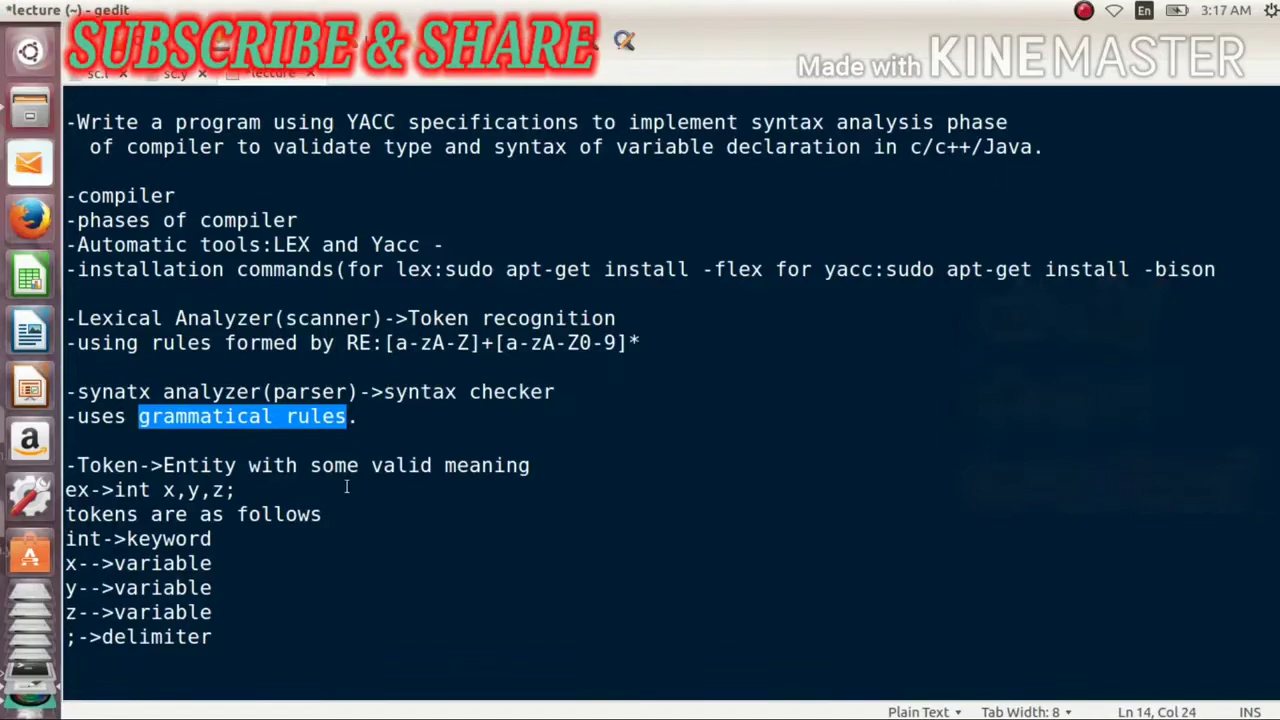 *lecture (~) - gedit
En
3:17 AM
SUBSCRIBE & SHARE
Made with KINEMASTER
sc.l
sc.y
lecture
-Write a program using YACC specifications to implement syntax analysis phase
of compiler to validate type and syntax of variable declaration in c/c++/Java.
-compiler
-phases of compiler
-Automatic tools:LEX and Yacc -
-installation commands(for lex:sudo apt-get install -flex for yacc:sudo apt-get install -bison
-Lexical Analyzer(scanner)->Token recognition
-using rules formed by RE:[a-zA-Z]+[a-zA-Z0-9]*
-synatx analyzer(parser)->syntax checker
-uses grammatical rules.
-Token->Entity with some valid meaning
ex->int x,y,z;
tokens are as follows
int->keyword
x-->variable
y-->variable
z-->variable
;->delimiter
Plain Text
Tab Width: 8
Ln 14, Col 24
INS